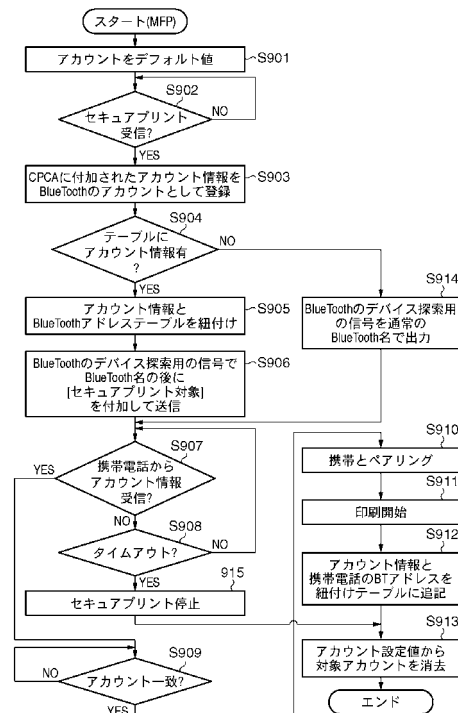 スタート(MFP)
アカウントをデフォルト値
S901
S902
セキュアプリント
受信?
NO
YES
CPCAに付加されたアカウント情報を
BlueToothのアカウントとして登録
S903
S904
テーブルに
アカウント情報有
?
NO
YES
アカウント情報と
BlueToothアドレステーブルを紐付け
S905
S914
BlueToothのデバイス探索用
の信号を通常の
BlueTooth名で出力
BlueToothのデバイス探索用の信号で
BlueTooth名の後に
[セキュアプリント対象]
を付加して送信
S906
S907
携帯電話から
アカウント情報
受信?
YES
NO
S908
タイムアウト?
NO
YES
915
セキュアプリント停止
S909
アカウント一致?
NO
YES
S910
携帯とペアリング
S911
印刷開始
S912
アカウント情報と
携帯電話のBTアドレスを
紐付けテーブルに追記
S913
アカウント設定値から
対象アカウントを消去
エンド